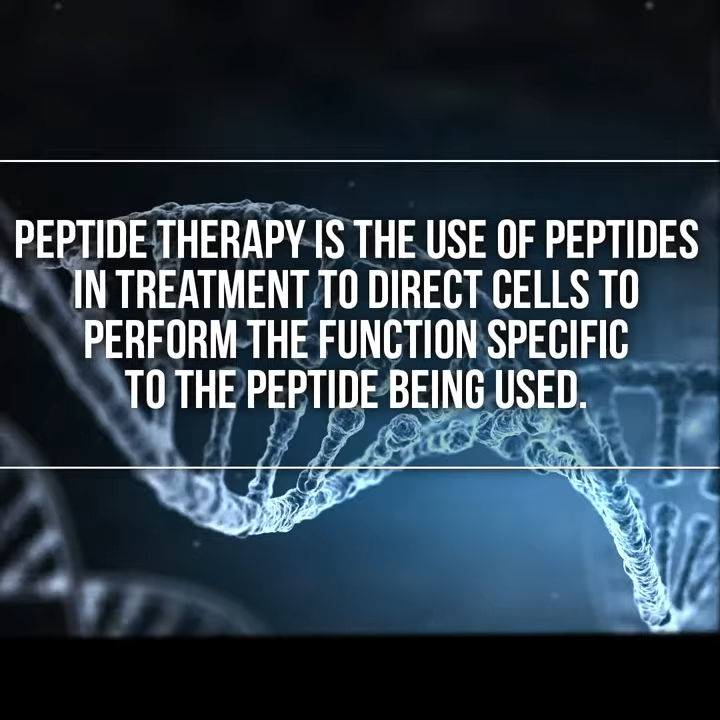 PEPTIDE THERAPY IS THE USE OF PEPTIDES
IN TREATMENT TO DIRECT CELLS TO
PERFORM THE FUNCTION SPECIFIC
TO THE PEPTIDE BEING USED.